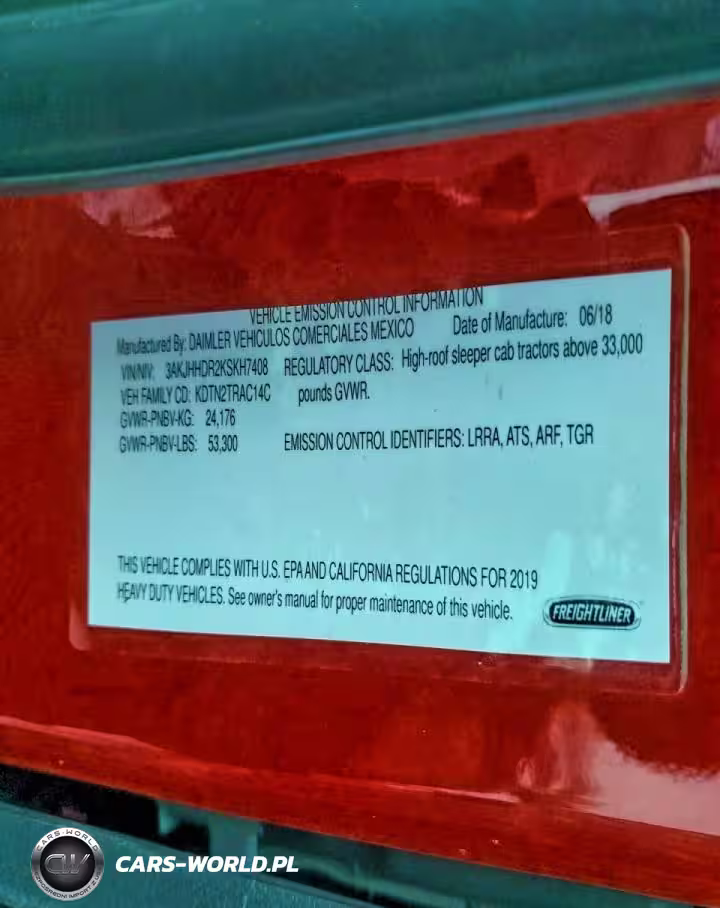 VEHICLE EMISSION CONTROL INFORMATION
Manufactured By: DAIMLER VEHICULOS COMERCIALES MEXICO Date of Manufacture: 06/18
VIN/NIV: 3AKJHHDR2KSKH7408 REGULATORY CLASS: High-roof sleeper cab tractors above 33,000
VEH FAMILY CD: KDTN2TRAC14C pounds GVWR.
GVWR-PNBV-KG: 24,176
GVWR-PNBV-LBS: 53,300 EMISSION CONTROL IDENTIFIERS: LRRA, ATS, ARF, TGR
THIS VEHICLE COMPLIES WITH U.S. EPA AND CALIFORNIA REGULATIONS FOR 2019
HEAVY DUTY VEHICLES. See owner's manual for proper maintenance of this vehicle.
FREIGHTLINER
CARS-WORLD
CW
CARS-WORLD.PL